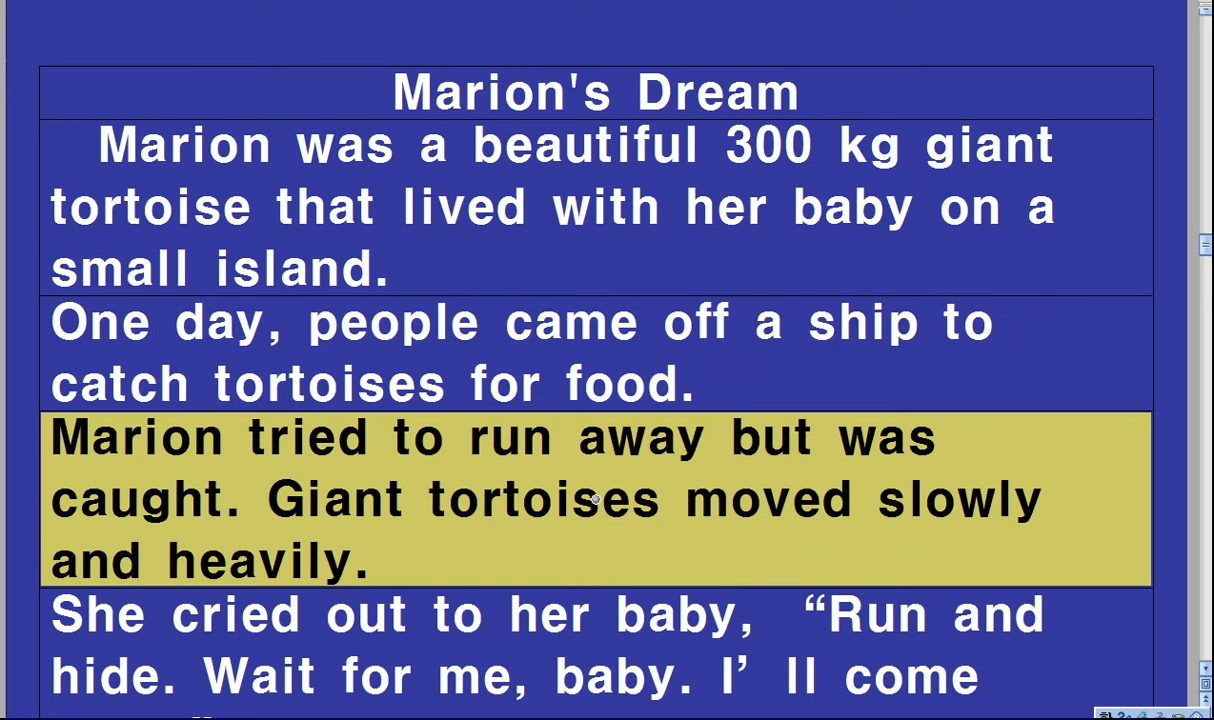 Marion's Dream
Marion was a beautiful 300 kg giant
tortoise that lived with her baby on a
small island.
One day, people came off a ship to
catch tortoises for food.
Marion tried to run away but was
caught. Giant tortoises moved slowly
and heavily.
She cried out to her baby, “Run and
hide. Wait for me, baby. I’ ll come